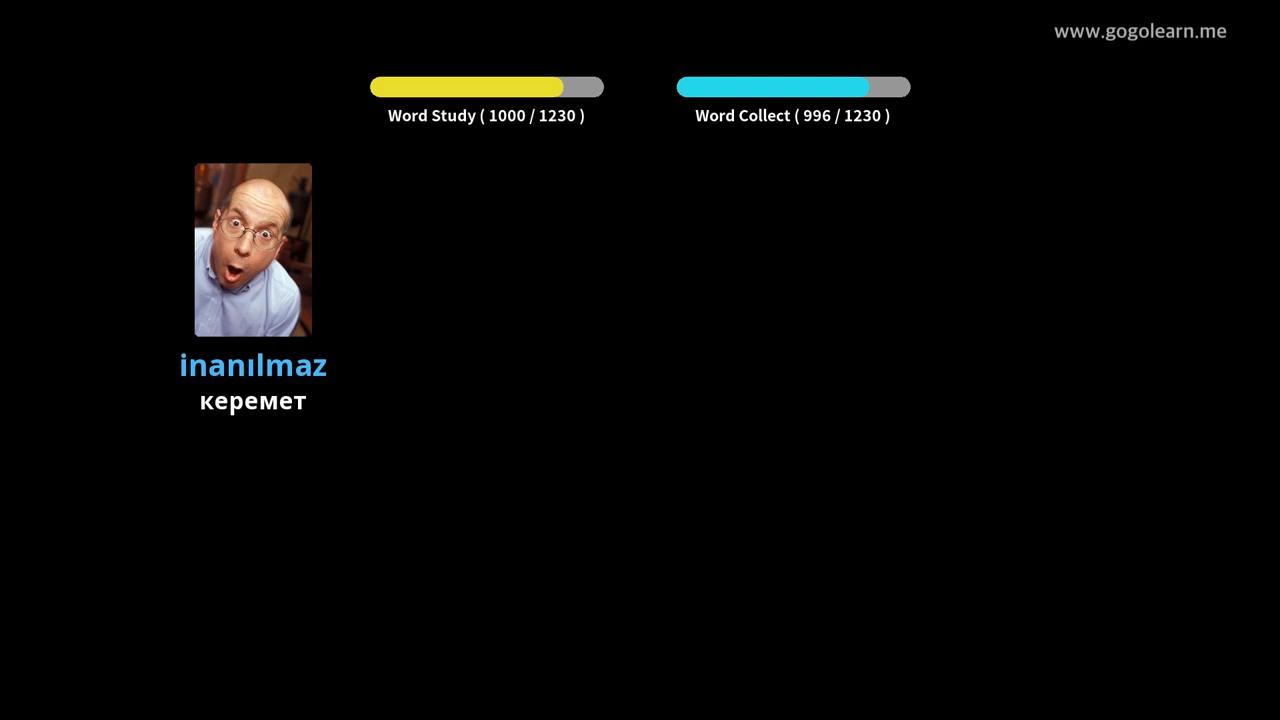 www.gogolearn.me
Word Study ( 1000 / 1230 )
Word Collect ( 996 / 1230 )
inanılmaz
керемет